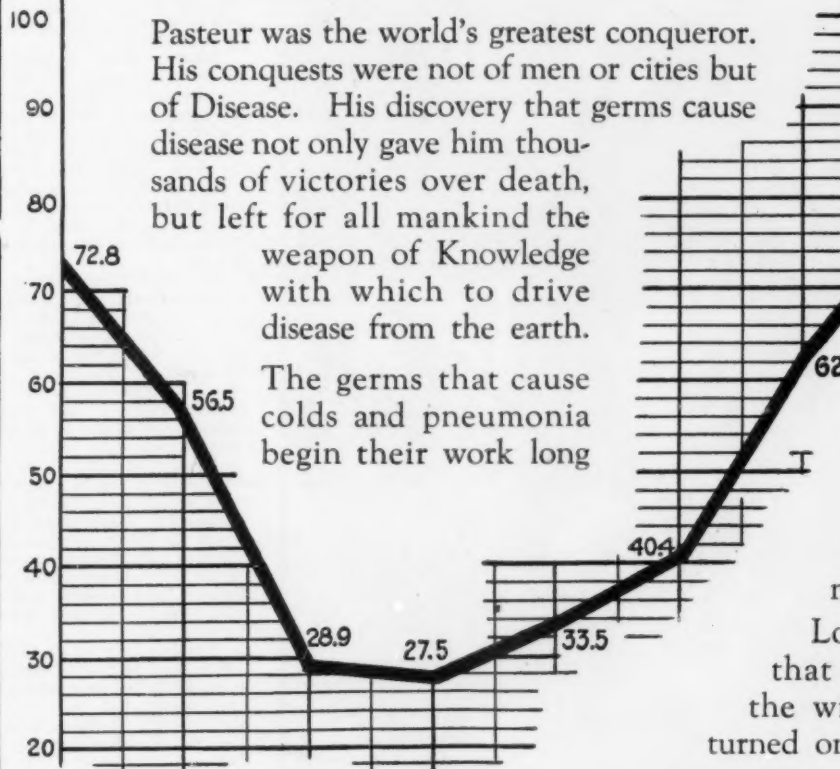 100
90
80
70
60
50
40
30
20
Pasteur was the world's greatest conqueror.
His conquests were not of men or cities but
of Disease. His discovery that germs cause
disease not only gave him thou-
sands of victories over death,
but left for all mankind the
weapon of Knowledge
with which to drive
disease from the earth.
The germs that cause
colds and pneumonia
begin their work long
72.8
56.5
28.9
27.5
33.5
40.4
62
that
the
turned